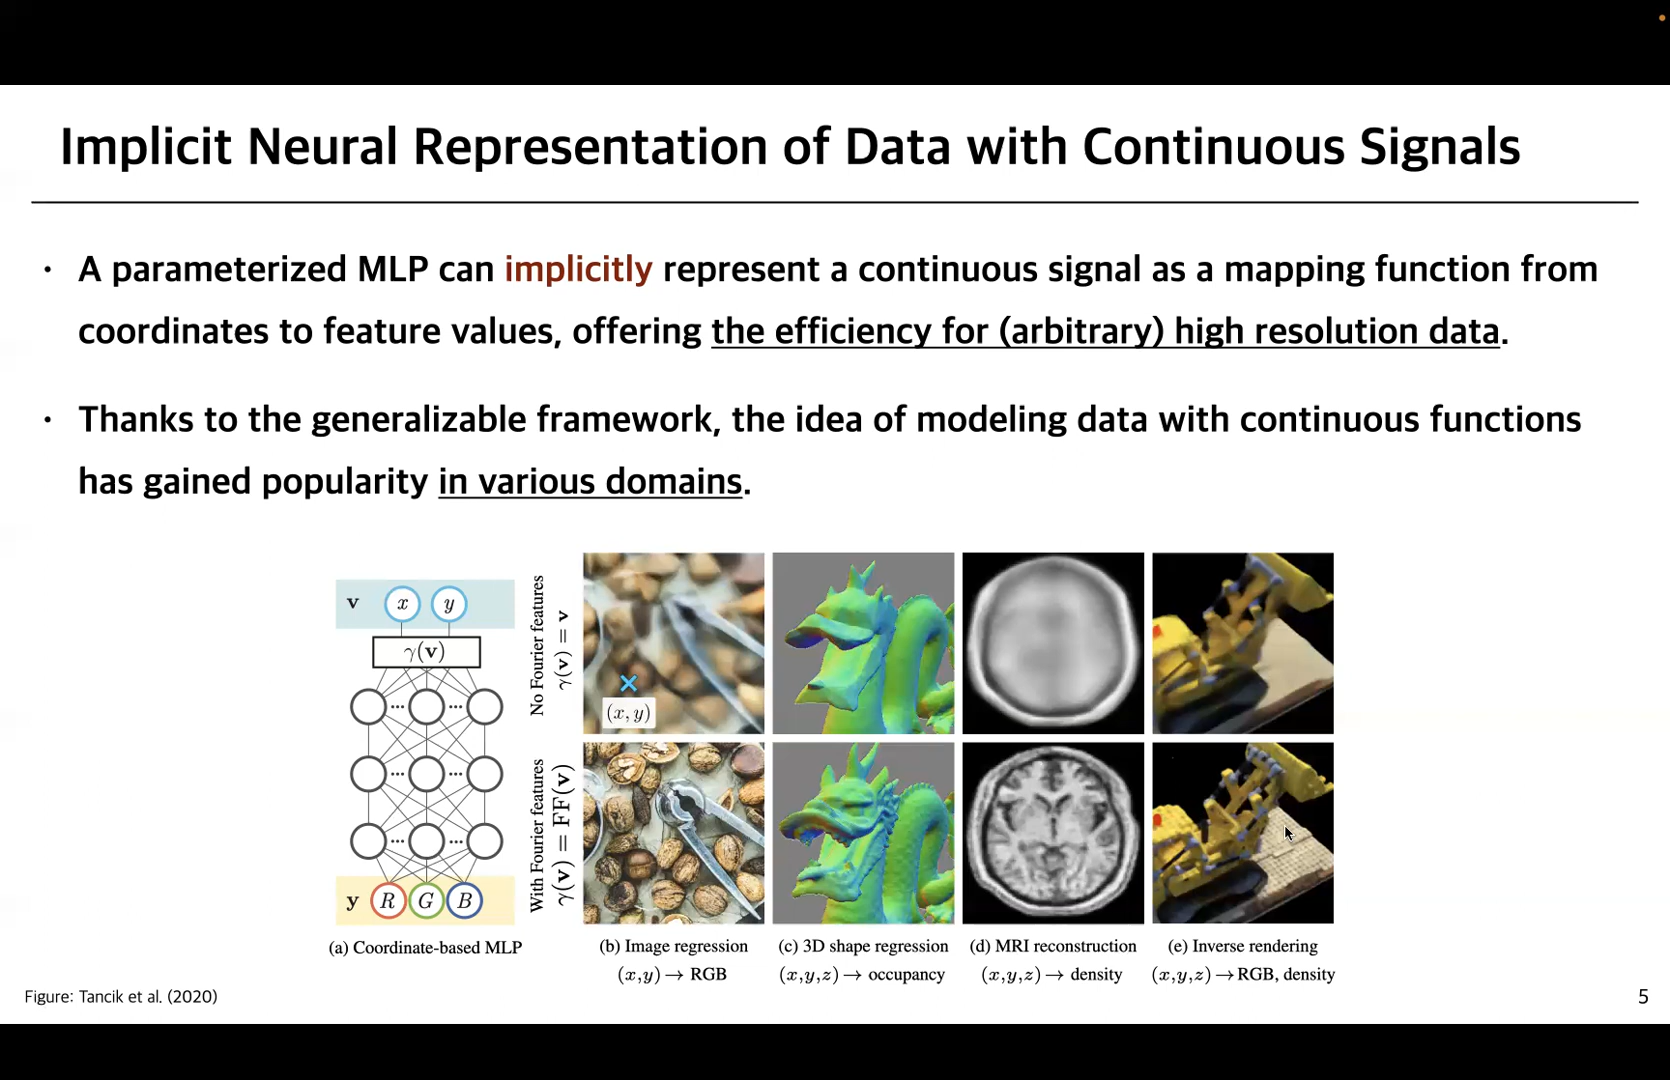 Implicit Neural Representation of Data with Continuous Signals
• A parameterized MLP can implicitly represent a continuous signal as a mapping function from
coordinates to feature values, offering the efficiency for (arbitrary) high resolution data.
• Thanks to the generalizable framework, the idea of modeling data with continuous functions
has gained popularity in various domains.
v x y
γ(v)
y R G B
(a) Coordinate-based MLP
No Fourier features
γ(v) = v
With Fourier features
γ(v) = FF(v)
(x, y)
(b) Image regression
(x,y) → RGB
(c) 3D shape regression
(x,y,z) → occupancy
(d) MRI reconstruction
(x,y,z) → density
(e) Inverse rendering
(x,y,z) → RGB, density
Figure: Tancik et al. (2020)
5